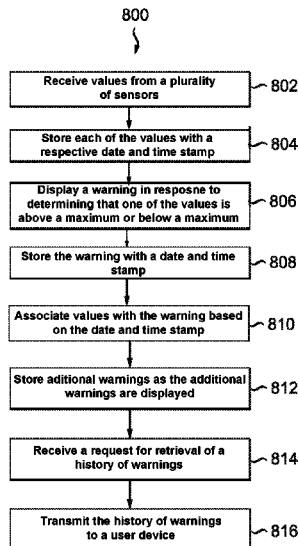 800
Receive values from a plurality
of sensors
802
Store each of the values with a
respective date and time stamp
804
Display a warning in resposne to
determining that one of the values is
above a maximum or below a maximum
806
Store the warning with a date and time
stamp
808
Associate values with the warning based
on the date and time stamp
810
Store aditional warnings as the additional
warnings are displayed
812
Receive a request for retrieval of a
history of warnings
814
Transmit the history of warnings
to a user device
816